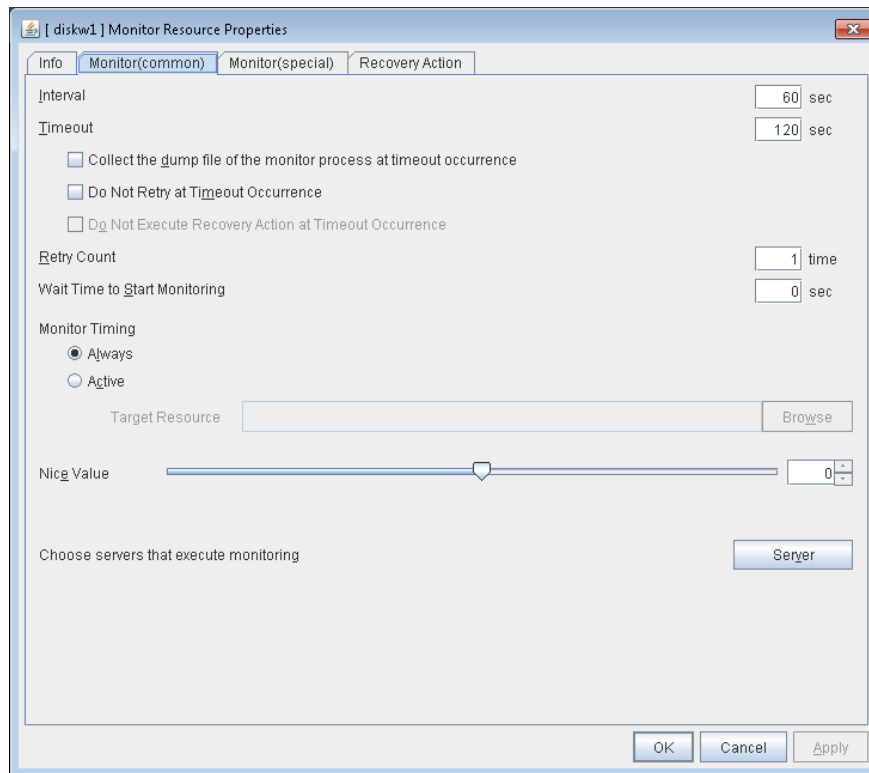 [ diskw1 ] Monitor Resource Properties
Info Monitor(common) Monitor(special) Recovery Action
Interval 60 sec
Timeout 120 sec
Collect the dump file of the monitor process at timeout occurrence
Do Not Retry at Timeout Occurrence
Do Not Execute Recovery Action at Timeout Occurrence
Retry Count 1 time
Wait Time to Start Monitoring 0 sec
Monitor Timing
Always
Active
Target Resource Browse
Nice Value 0
Choose servers that execute monitoring Server
OK Cancel Apply